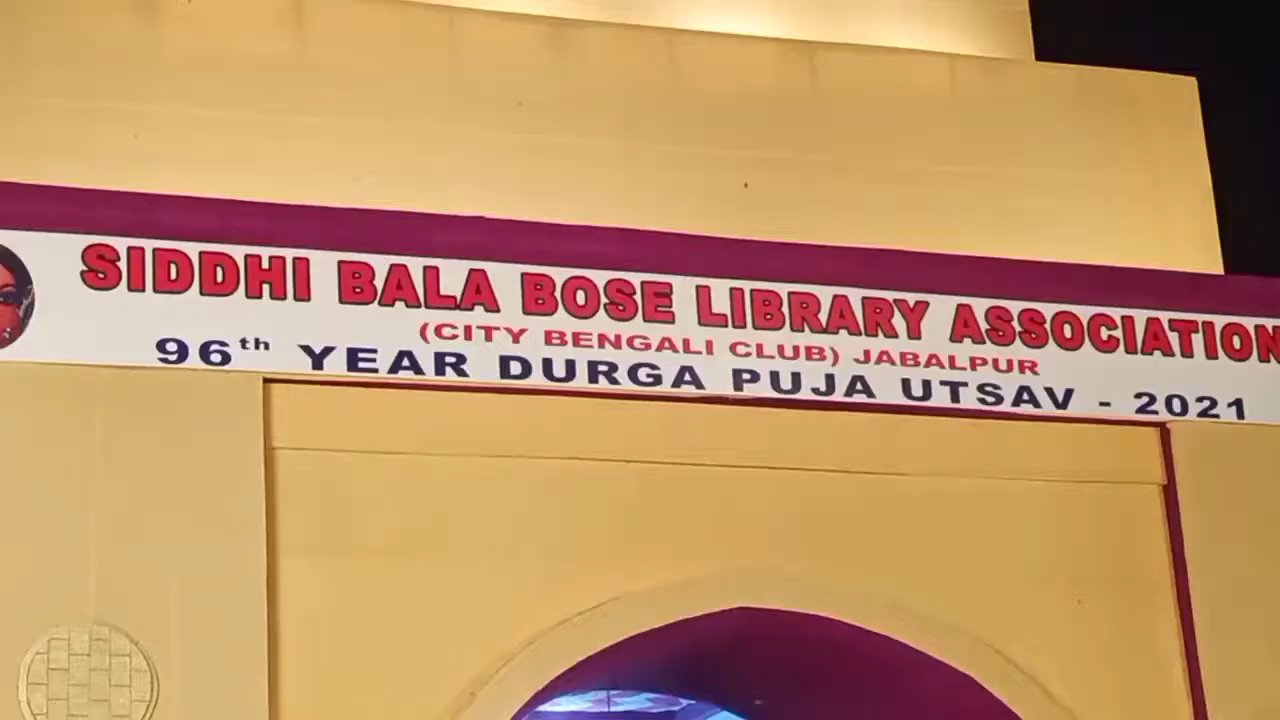 SIDDHI BALA BOSE LIBRARY ASSOCIATION
(CITY BENGALI CLUB) JABALPUR
96th YEAR DURGA PUJA UTSAV - 2021